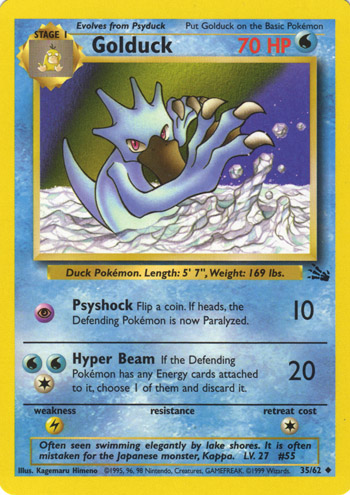 STAGE 1
Evolves from Psyduck
Put Golduck on the Basic Pokémon
Golduck
70 HP
Duck Pokémon. Length: 5' 7", Weight: 169 lbs.
Psyshock Flip a coin. If heads, the
Defending Pokémon is now Paralyzed.
10
Hyper Beam If the Defending
Pokémon has any Energy cards attached
to it, choose 1 of them and discard it.
20
weakness
resistance
retreat cost
Often seen swimming elegantly by lake shores. It is often
mistaken for the Japanese monster, Kappa. LV. 27 #55
Illus. Kagemaru Himeno
©1995, 96, 98 Nintendo, Creatures, GAMEFREAK. ©1999 Wizards.
35/62